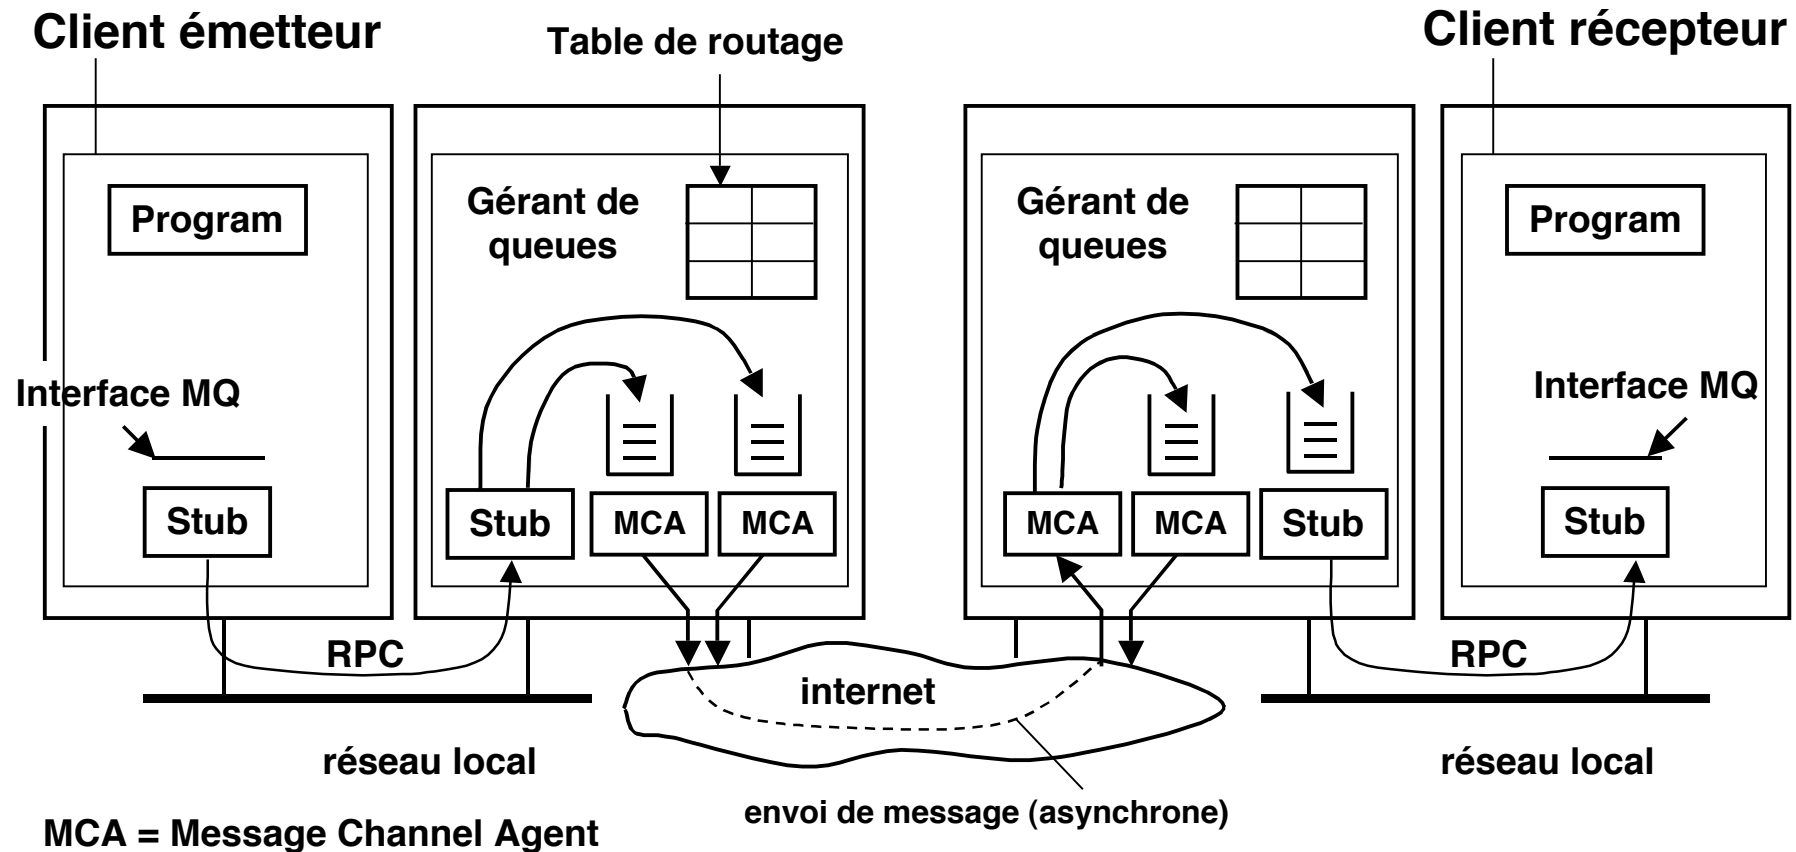 Client émetteur
Table de routage
Client récepteur
Program
Gérant de
queues
Gérant de
queues
Program
Interface MQ
Interface MQ
Stub
Stub
MCA
MCA
MCA
MCA
Stub
Stub
RPC
RPC
internet
réseau local
réseau local
envoi de message (asynchrone)
MCA = Message Channel Agent